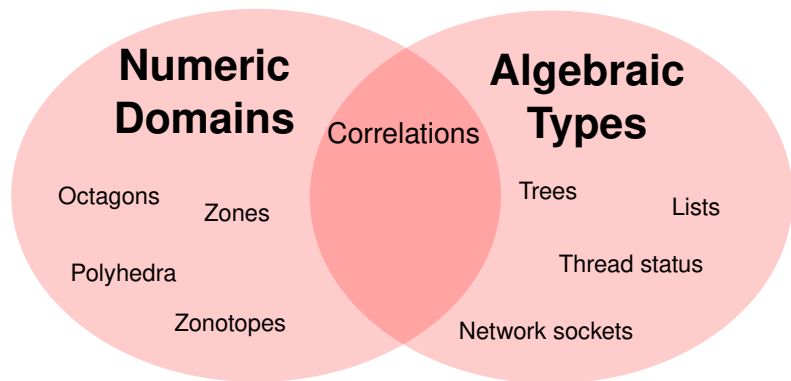 Numeric
Domains
Algebraic
Types
Correlations
Octagons
Zones
Polyhedra
Zonotopes
Trees
Lists
Thread status
Network sockets